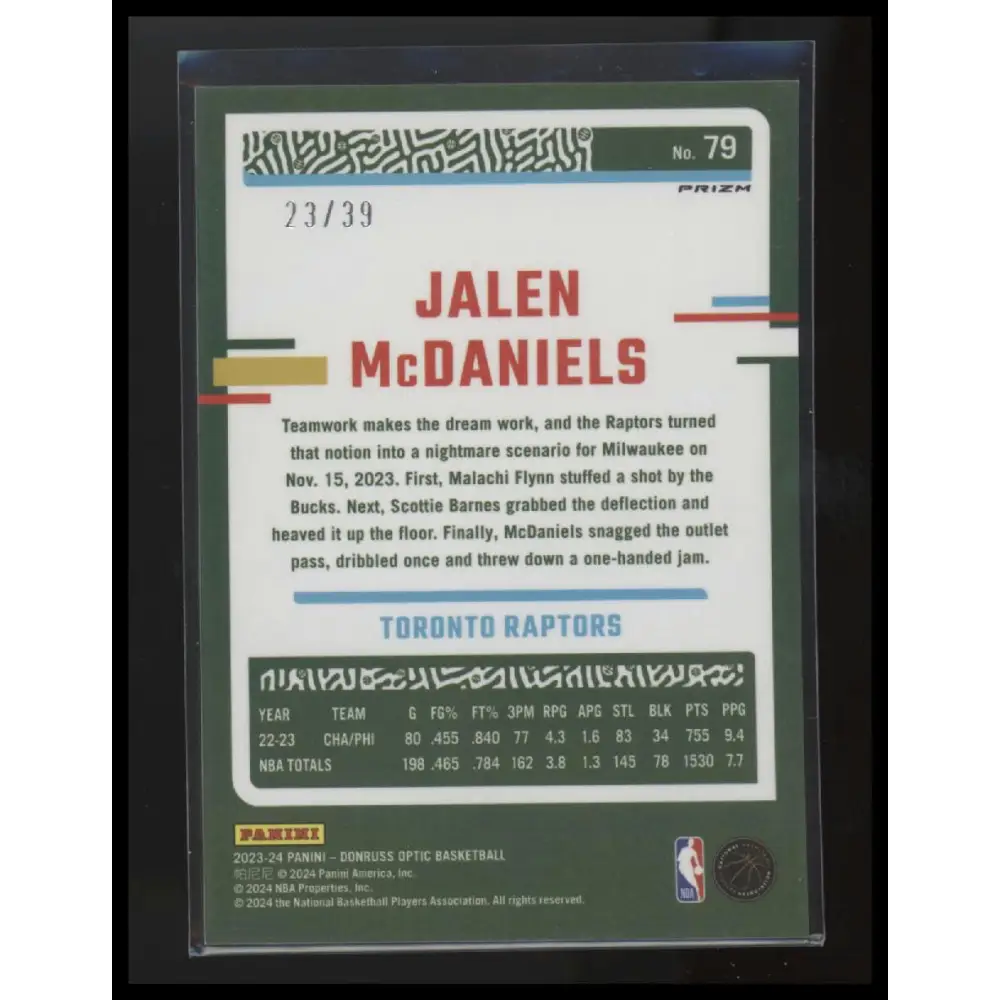 No. 79
PRIZM
23/39
JALEN
McDANIELS
Teamwork makes the dream work, and the Raptors turned
that notion into a nightmare scenario for Milwaukee on
Nov. 15, 2023. First, Malachi Flynn stuffed a shot by the
Bucks. Next, Scottie Barnes grabbed the deflection and
heaved it up the floor. Finally, McDaniels snagged the outlet
pass, dribbled once and threw down a one-handed jam.
TORONTO RAPTORS
YEAR TEAM G FG% FT% 3PM RPG APG STL BLK PTS PPG
22-23 CHA/PHI 80 .455 .840 77 4.3 1.6 83 34 755 9.4
NBA TOTALS 198 .465 .784 162 3.8 1.3 145 78 1530 7.7
PANINI
2023-24 PANINI – DONRUSS OPTIC BASKETBALL
帕尼尼 © 2024 Panini America, Inc.
© 2024 NBA Properties, Inc.
© 2024 the National Basketball Players Association. All rights reserved.
NBA